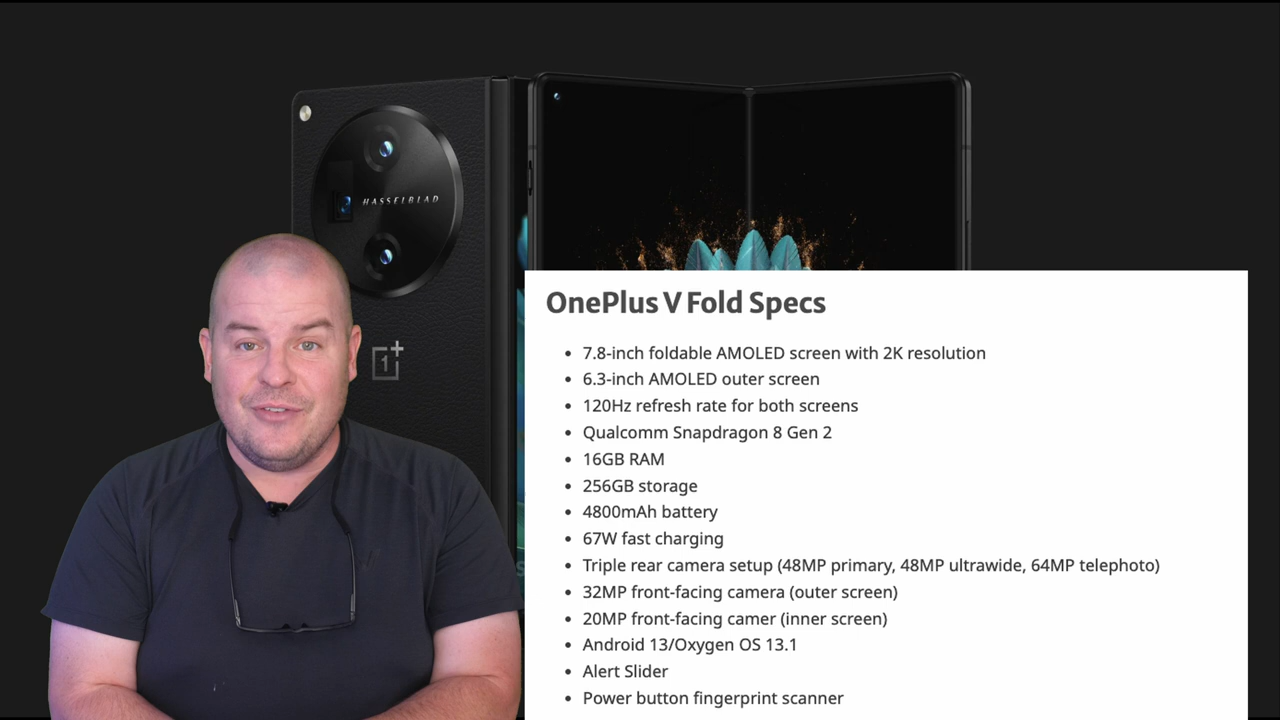 HASSELBLAD
1+
OnePlus V Fold Specs
• 7.8-inch foldable AMOLED screen with 2K resolution
• 6.3-inch AMOLED outer screen
• 120Hz refresh rate for both screens
• Qualcomm Snapdragon 8 Gen 2
• 16GB RAM
• 256GB storage
• 4800mAh battery
• 67W fast charging
• Triple rear camera setup (48MP primary, 48MP ultrawide, 64MP telephoto)
• 32MP front-facing camera (outer screen)
• 20MP front-facing camer (inner screen)
• Android 13/Oxygen OS 13.1
• Alert Slider
• Power button fingerprint scanner